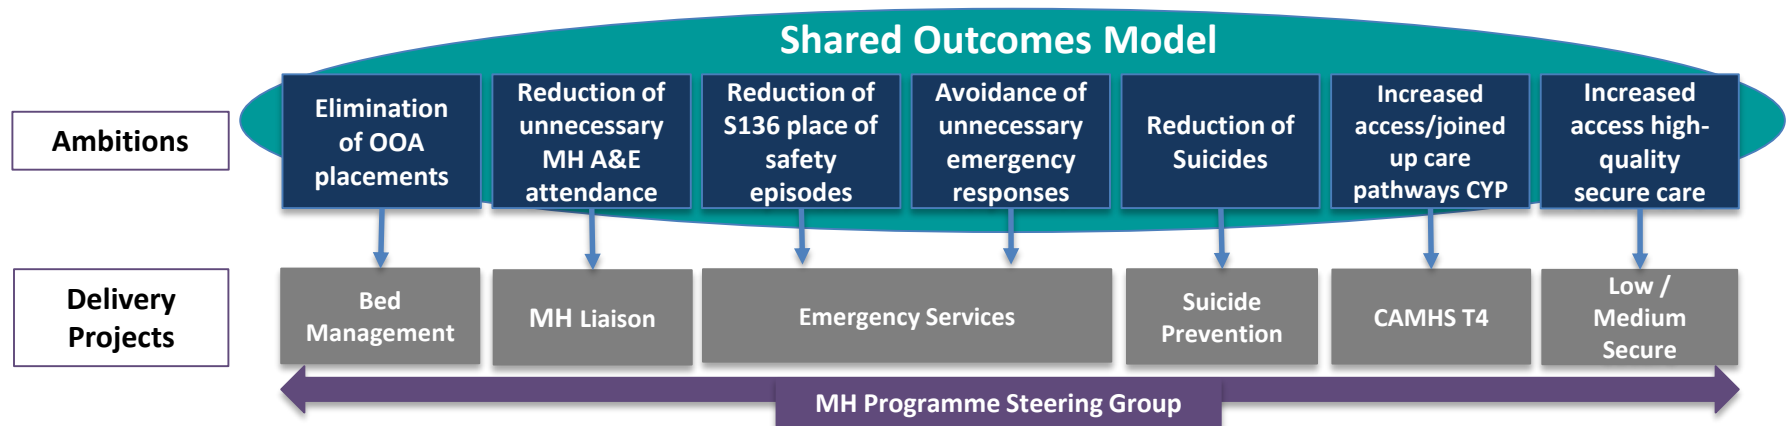 Shared Outcomes Model
Ambitions
Elimination
of OOA
placements
Reduction of
unnecessary
MH A&E
attendance
Reduction of
S136 place of
safety
episodes
Avoidance of
unnecessary
emergency
responses
Reduction of
Suicides
Increased
access/joined
up care
pathways CYP
Increased
access high-
quality
secure care
Delivery
Projects
Bed
Management
MH Liaison
Emergency Services
Suicide
Prevention
CAMHS T4
Low /
Medium
Secure
MH Programme Steering Group